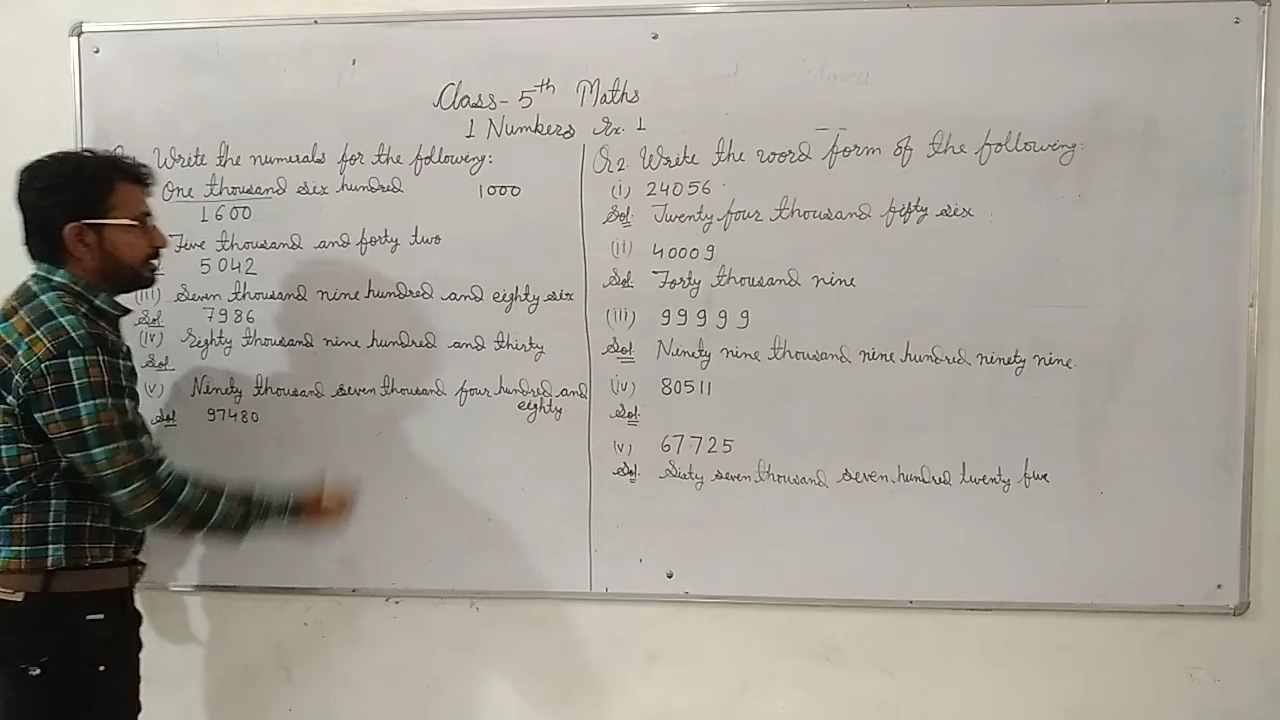 Class- 5th Maths
1 Numbers Ex. 1
Write the numerals for the following:
One thousand six hundred 1000
1600
Five thousand and forty two
5042
(iii) Seven thousand nine hundred and eighty six
Sol. 7986
(iv) Eighty thousand nine hundred and thirty
Sol.
(v) Ninety thousand seven thousand four hundred and
eighty
Sol. 97480
Q2. Write the word form of the following:
(i) 24056
Sol. Twenty four thousand fifty six
(ii) 40009
Sol. Forty thousand nine
(iii) 99999
Sol. Ninety nine thousand nine hundred ninety nine.
(iv) 80511
Sol.
(v) 67725
Sol. Sixty seven thousand seven hundred twenty five